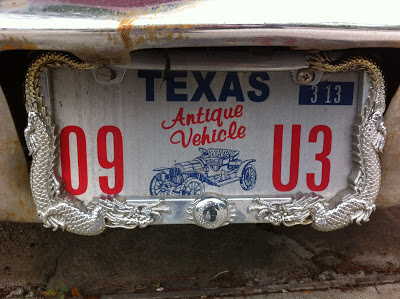 TEXAS
3 13
Antique
Vehicle
09 U3